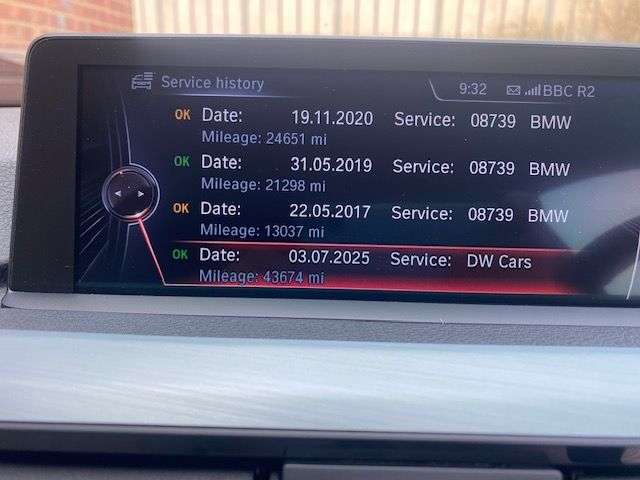 Service history 9:32 BBC R2
OK Date: 19.11.2020 Service: 08739 BMW
Mileage: 24651 mi
OK Date: 31.05.2019 Service: 08739 BMW
Mileage: 21298 mi
OK Date: 22.05.2017 Service: 08739 BMW
Mileage: 13037 mi
OK Date: 03.07.2025 Service: DW Cars
Mileage: 43674 mi